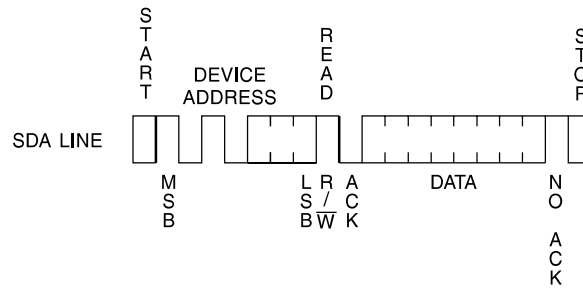 START
DEVICE
ADDRESS
READ
STOP
SDA LINE
MSB
LSB
R/W
ACK
DATA
NO ACK